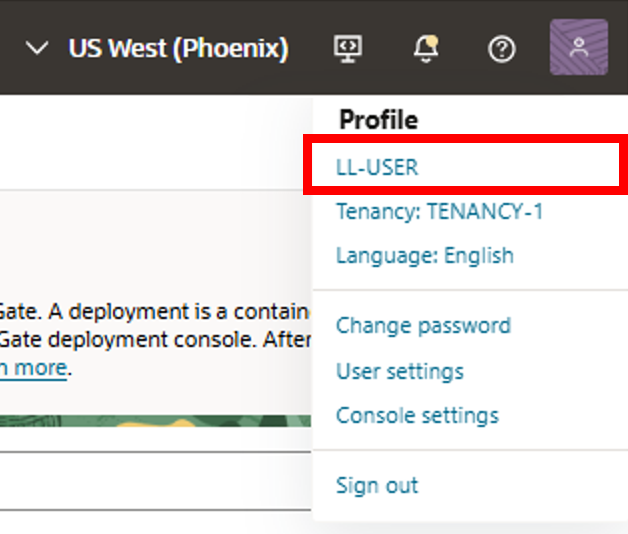 US West (Phoenix)
Profile
LL-USER
Tenancy: TENANCY-1
Language: English
Gate. A deployment is a contain
Gate deployment console. After
more.
Change password
User settings
Console settings
Sign out